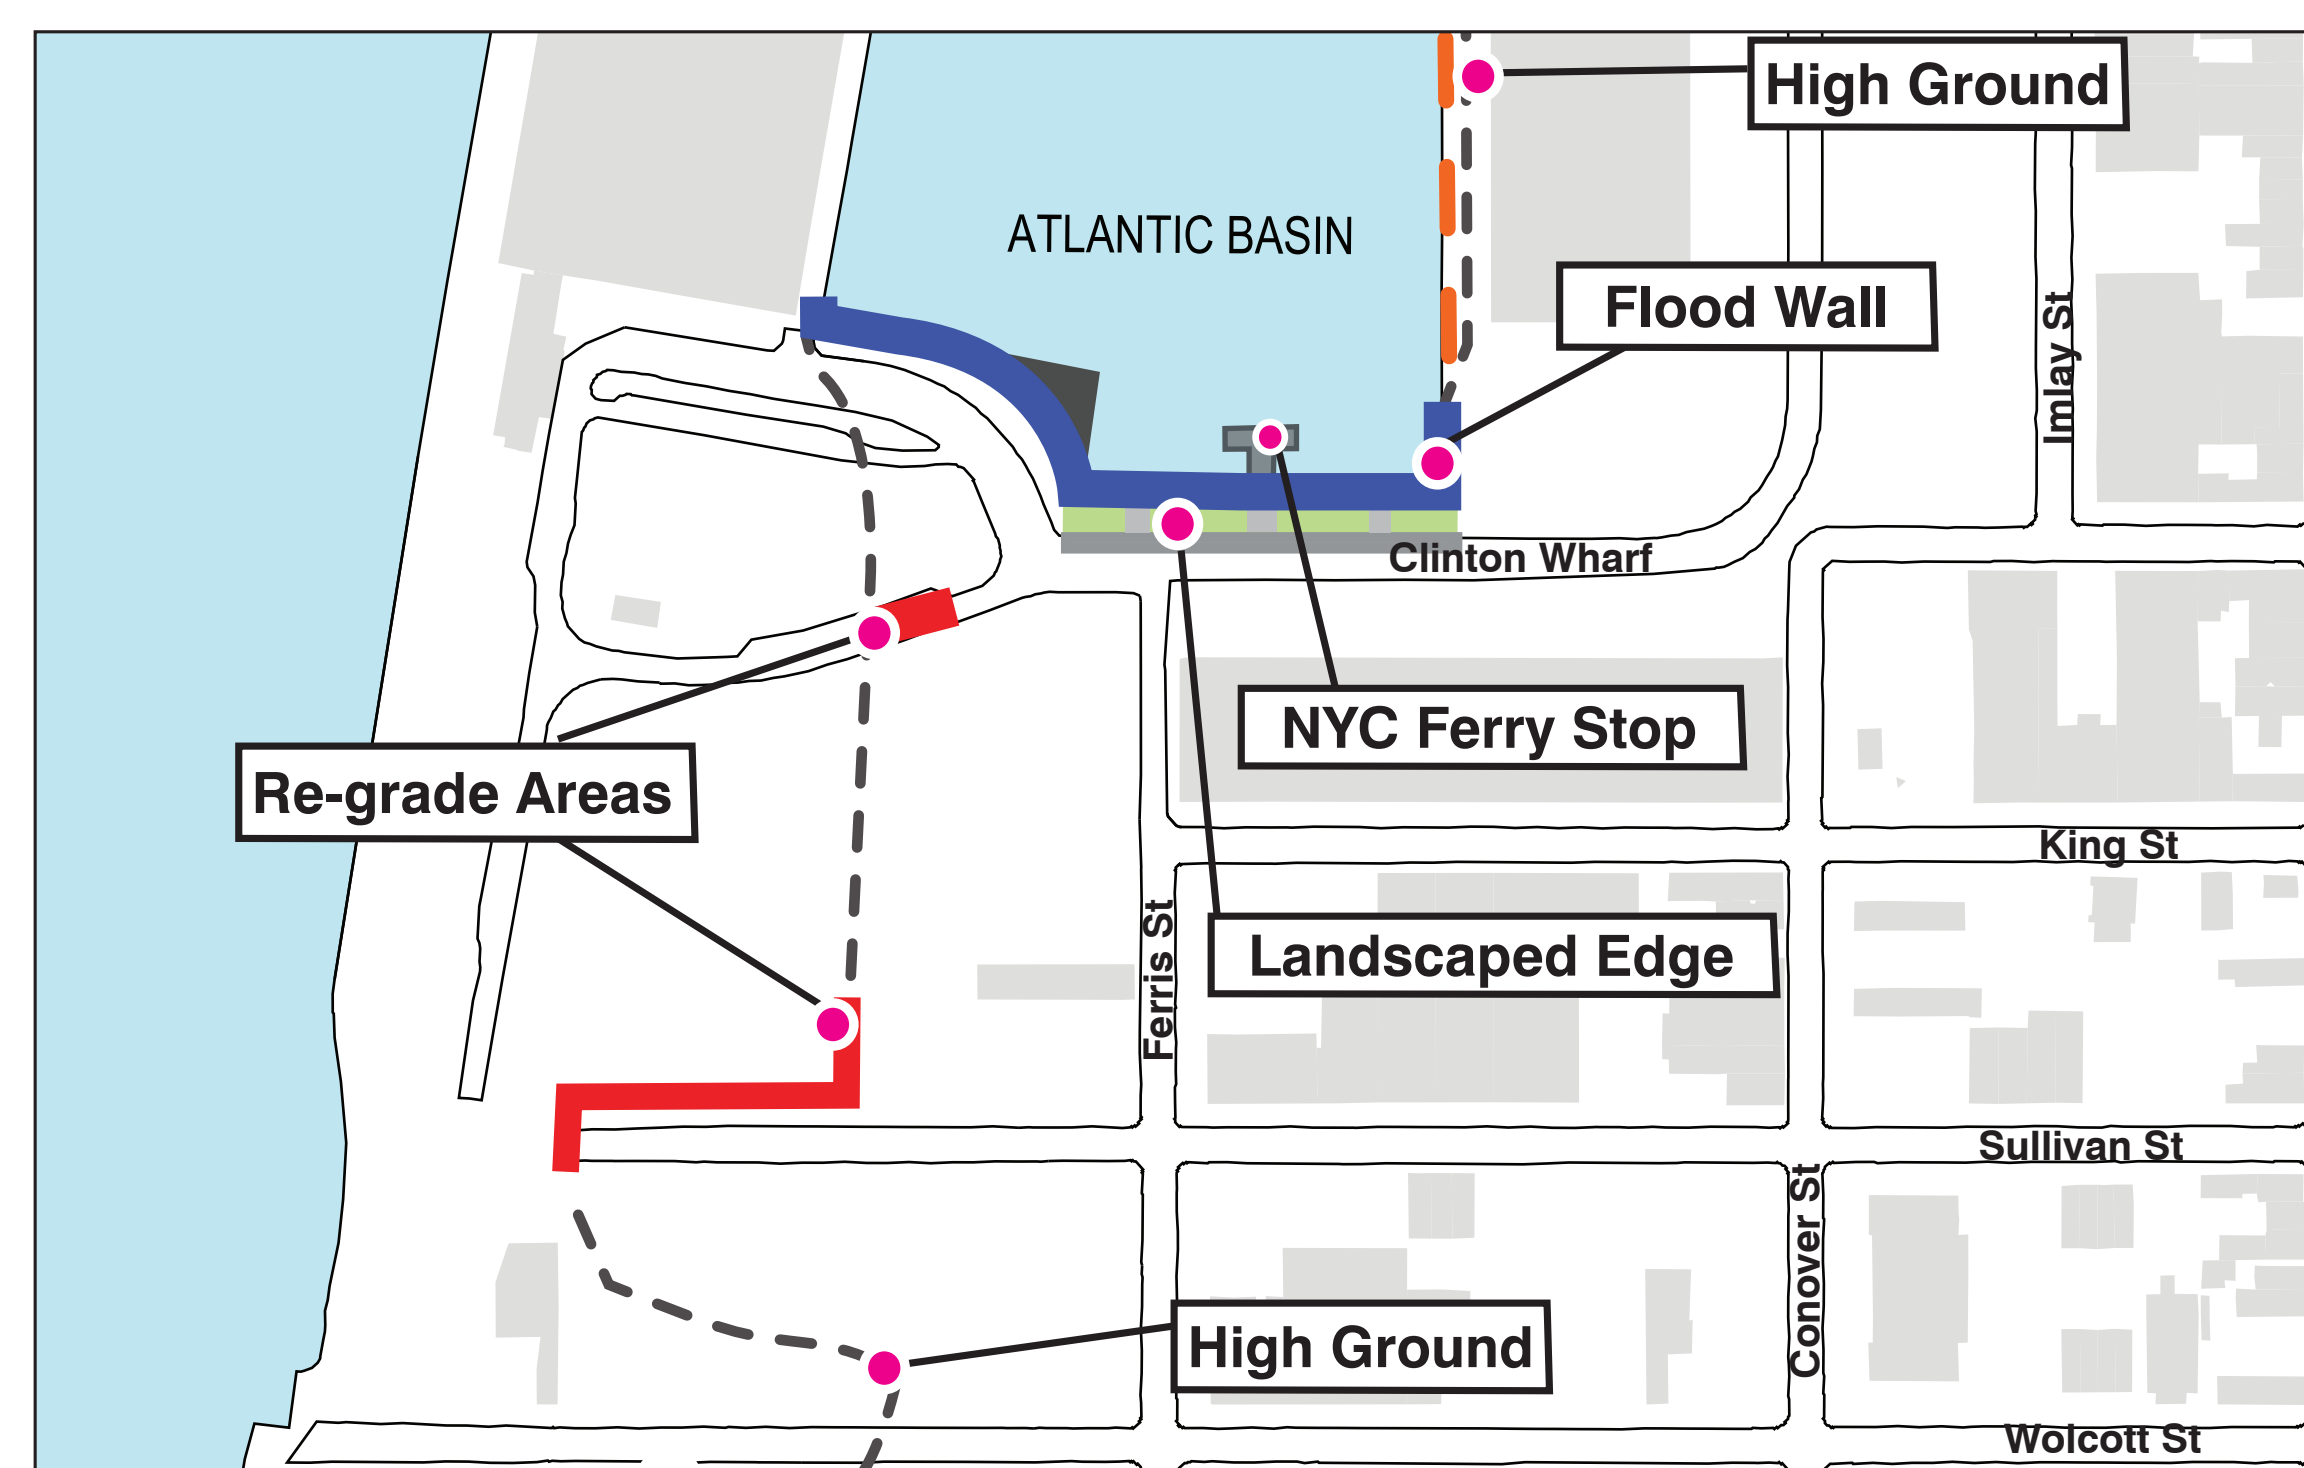 High Ground
ATLANTIC BASIN
Flood Wall
Imlay St
Clinton Wharf
NYC Ferry Stop
Re-grade Areas
King St
Ferris St
Landscaped Edge
Sullivan St
Conover St
High Ground
Wolcott St